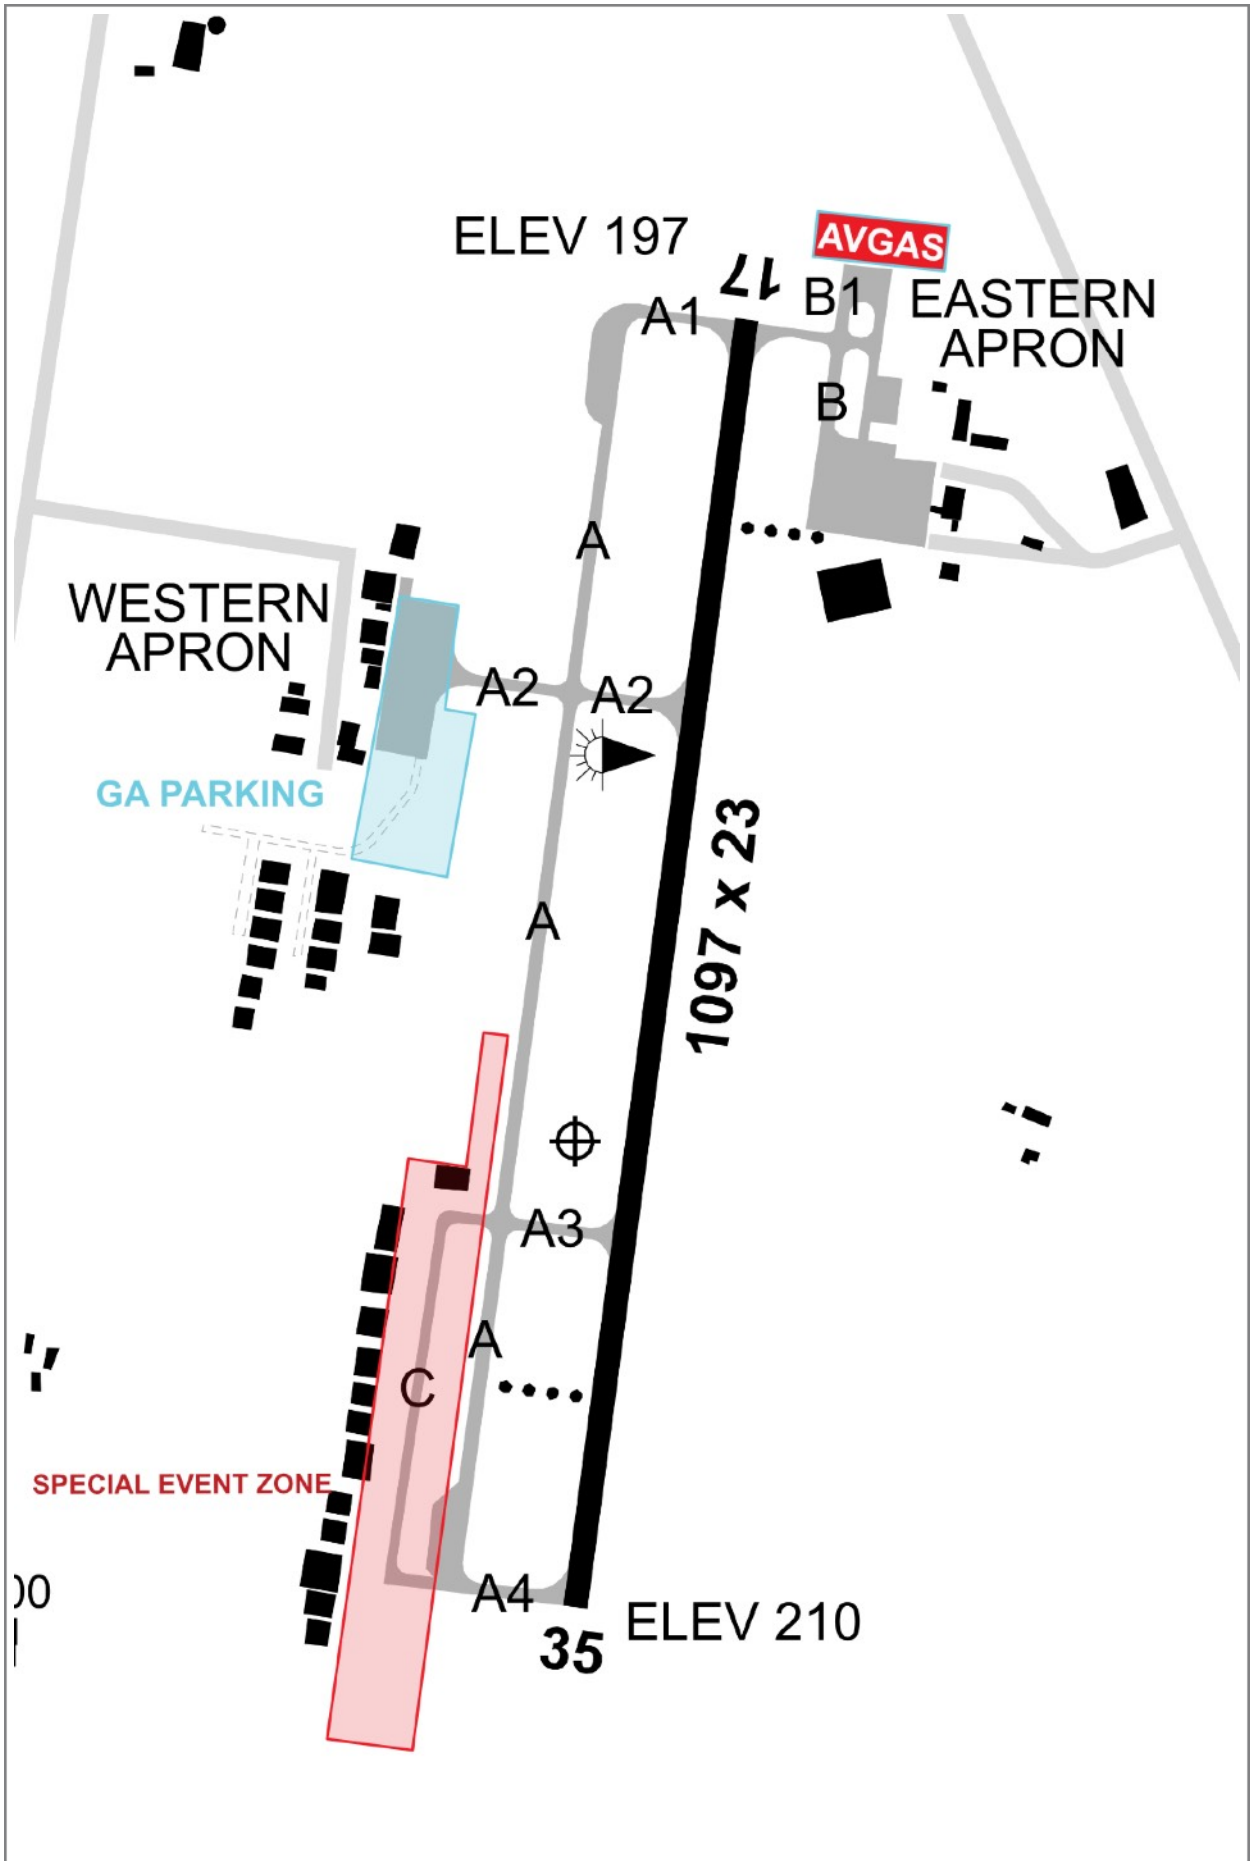 AVGAS
ELEV 197
17
B1
EASTERN
APRON
A1
B
A
WESTERN
APRON
A2
A2
GA PARKING
1097 x 23
A
A3
A
C
SPECIAL EVENT ZONE
A4
ELEV 210
35